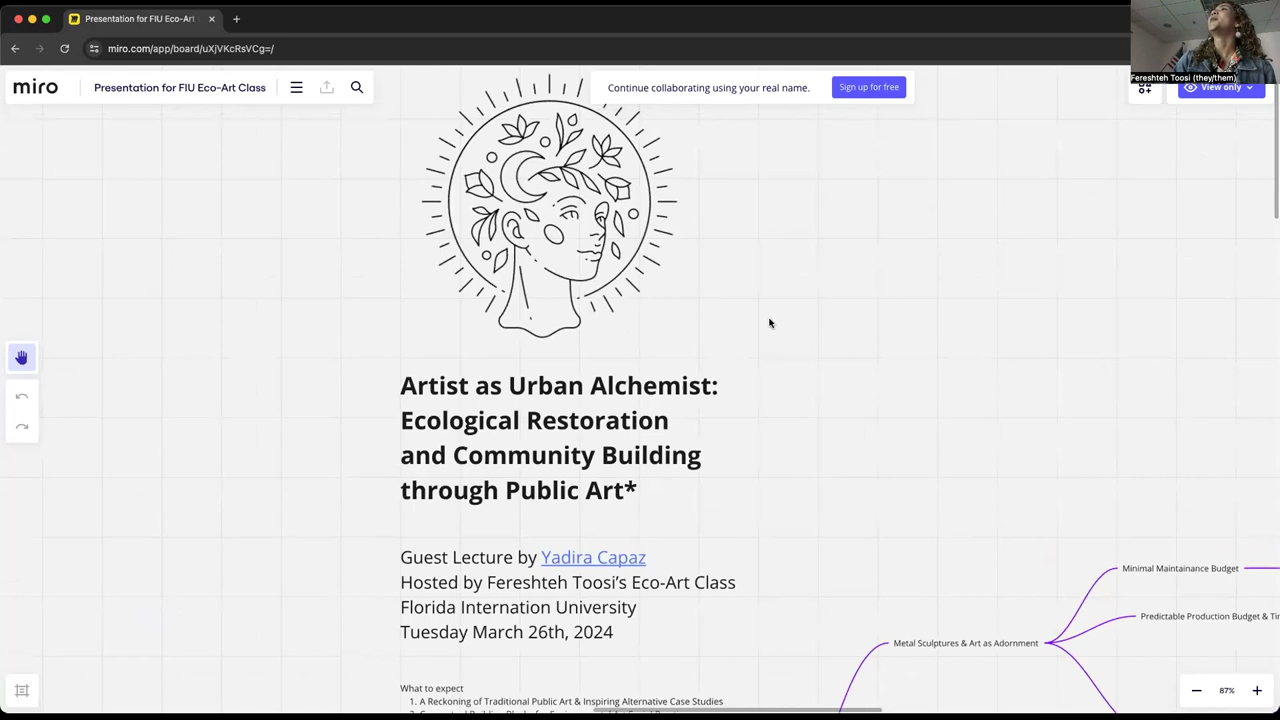 Presentation for FIU Eco-Art
miro.com/app/board/uXjVKcRsVCg=/
Fereshteh Toosi (they/them)
miro
Presentation for FIU Eco-Art Class
Continue collaborating using your real name.
Sign up for free
View only
Artist as Urban Alchemist:
Ecological Restoration
and Community Building
through Public Art*
Guest Lecture by Yadira Capaz
Hosted by Fereshteh Toosi's Eco-Art Class
Florida Internation University
Tuesday March 26th, 2024
Minimal Maintainance Budget
Predictable Production Budget & Ti
Metal Sculptures & Art as Adornment
What to expect
1. A Reckoning of Traditional Public Art & Inspiring Alternative Case Studies
87%